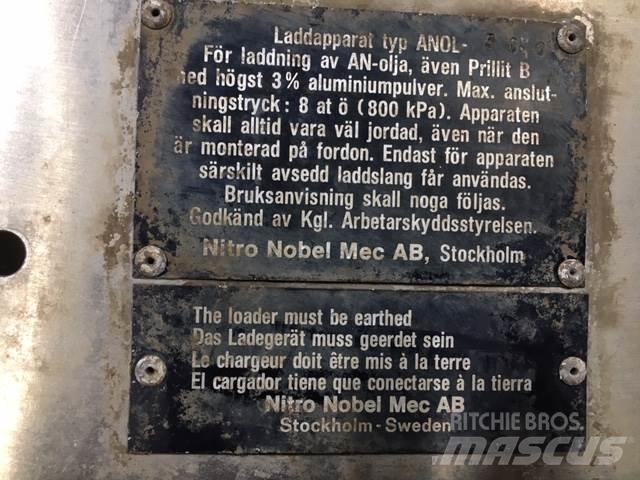 Laddapparat typ ANOL-
För laddning av AN-olja, även Prillit B
med högst 3% aluminiumpulver. Max. anslut-
ningstryck: 8 at ö (800 kPa). Apparaten
skall alltid vara väl jordad, även när den
är monterad på fordon. Endast för apparaten
särskilt avsedd laddslang får användas.
Bruksanvisning skall noga följas.
Godkänd av Kgl. Arbetarskyddsstyrelsen.
Nitro Nobel Mec AB, Stockholm
The loader must be earthed
Das Ladegerät muss geerdet sein
Le chargeur doit être mis à la terre
El cargador tiene que conectarse à la tierra
Nitro Nobel Mec AB
Stockholm - Sweden
RITCHIE BROS.
MASCUS